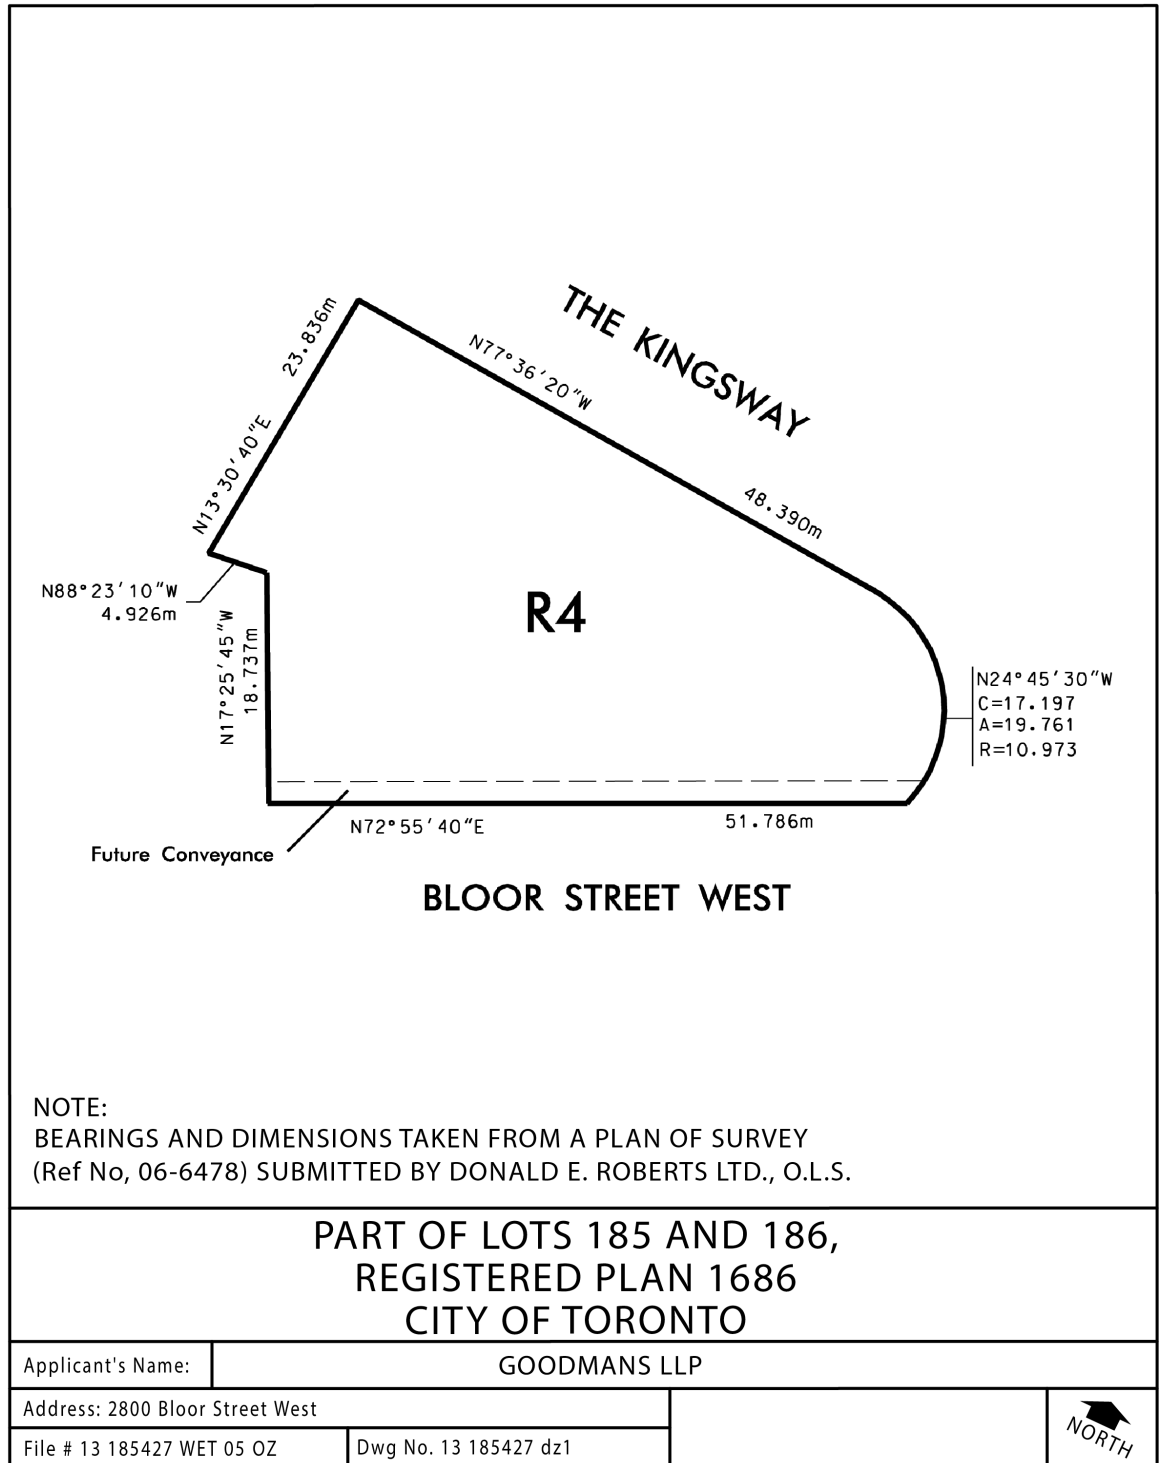 THE KINGSWAY
23.836m
N77°36'20"W
N13°30'40"E
48.390m
N88°23'10"W
4.926m
R4
N17°25'45"W
18.737m
N24°45'30"W
C=17.197
A=19.761
R=10.973
N72°55'40"E
51.786m
Future Conveyance
BLOOR STREET WEST
NOTE:
BEARINGS AND DIMENSIONS TAKEN FROM A PLAN OF SURVEY
(Ref No, 06-6478) SUBMITTED BY DONALD E. ROBERTS LTD., O.L.S.
PART OF LOTS 185 AND 186,
REGISTERED PLAN 1686
CITY OF TORONTO
Applicant's Name:
GOODMANS LLP
Address: 2800 Bloor Street West
File # 13 185427 WET 05 OZ
Dwg No. 13 185427 dz1
NORTH